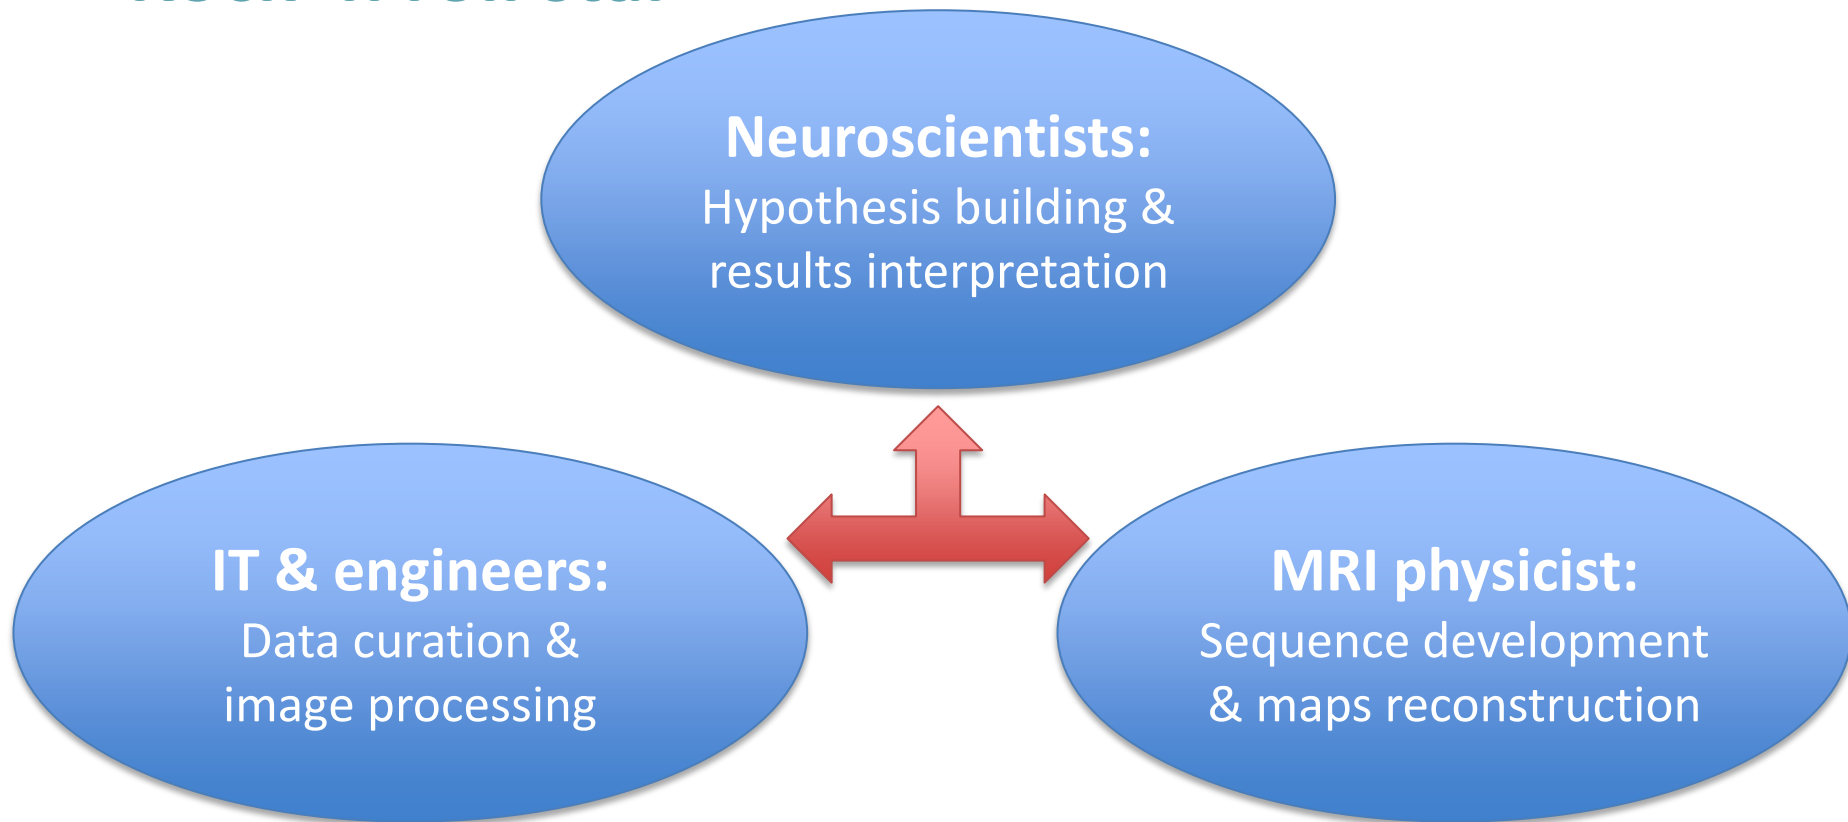 Neuroscientists:
Hypothesis building &
results interpretation
IT & engineers:
Data curation &
image processing
MRI physicist:
Sequence development
& maps reconstruction